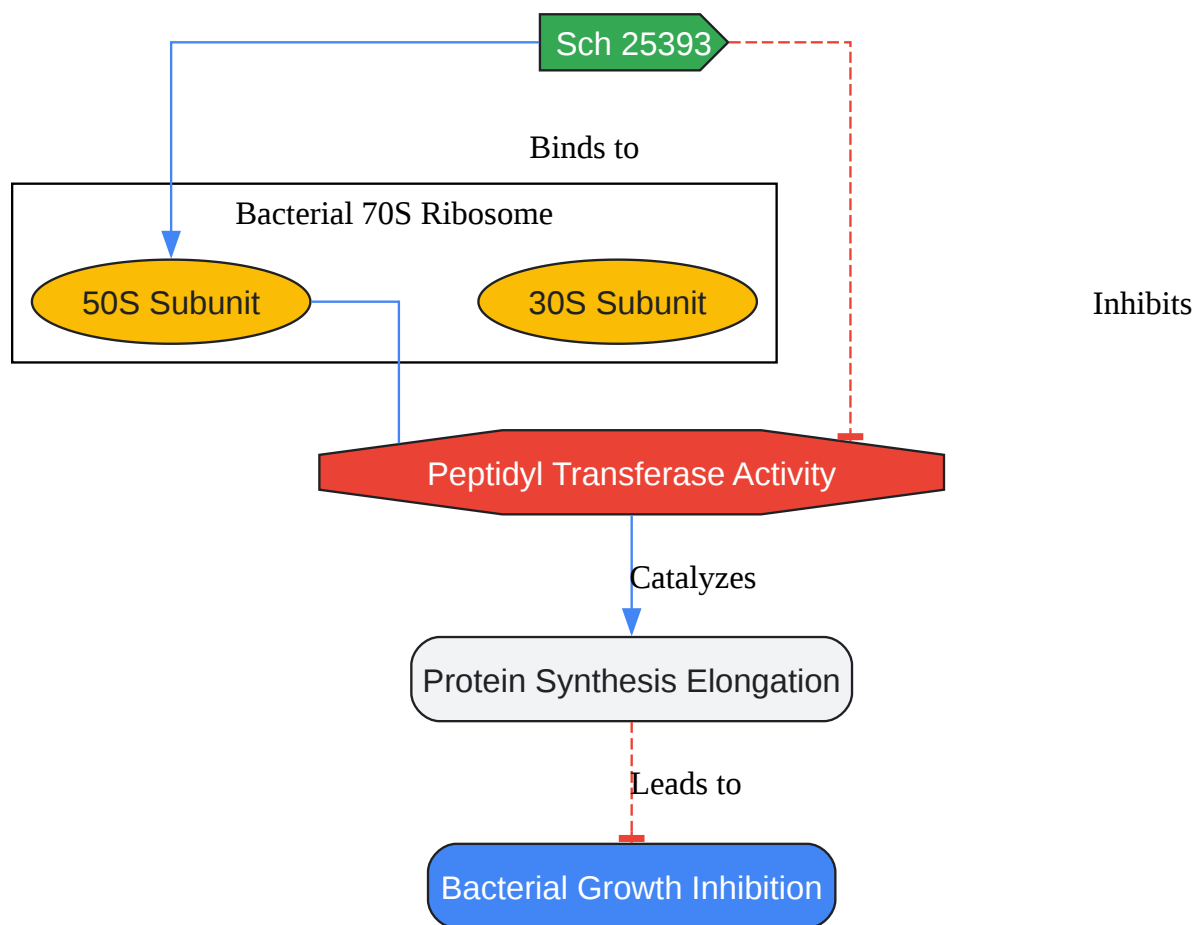 Sch 25393
Binds to
Bacterial 70S Ribosome
50S Subunit
30S Subunit
Inhibits
Peptidyl Transferase Activity
Catalyzes
Protein Synthesis Elongation
Leads to
Bacterial Growth Inhibition